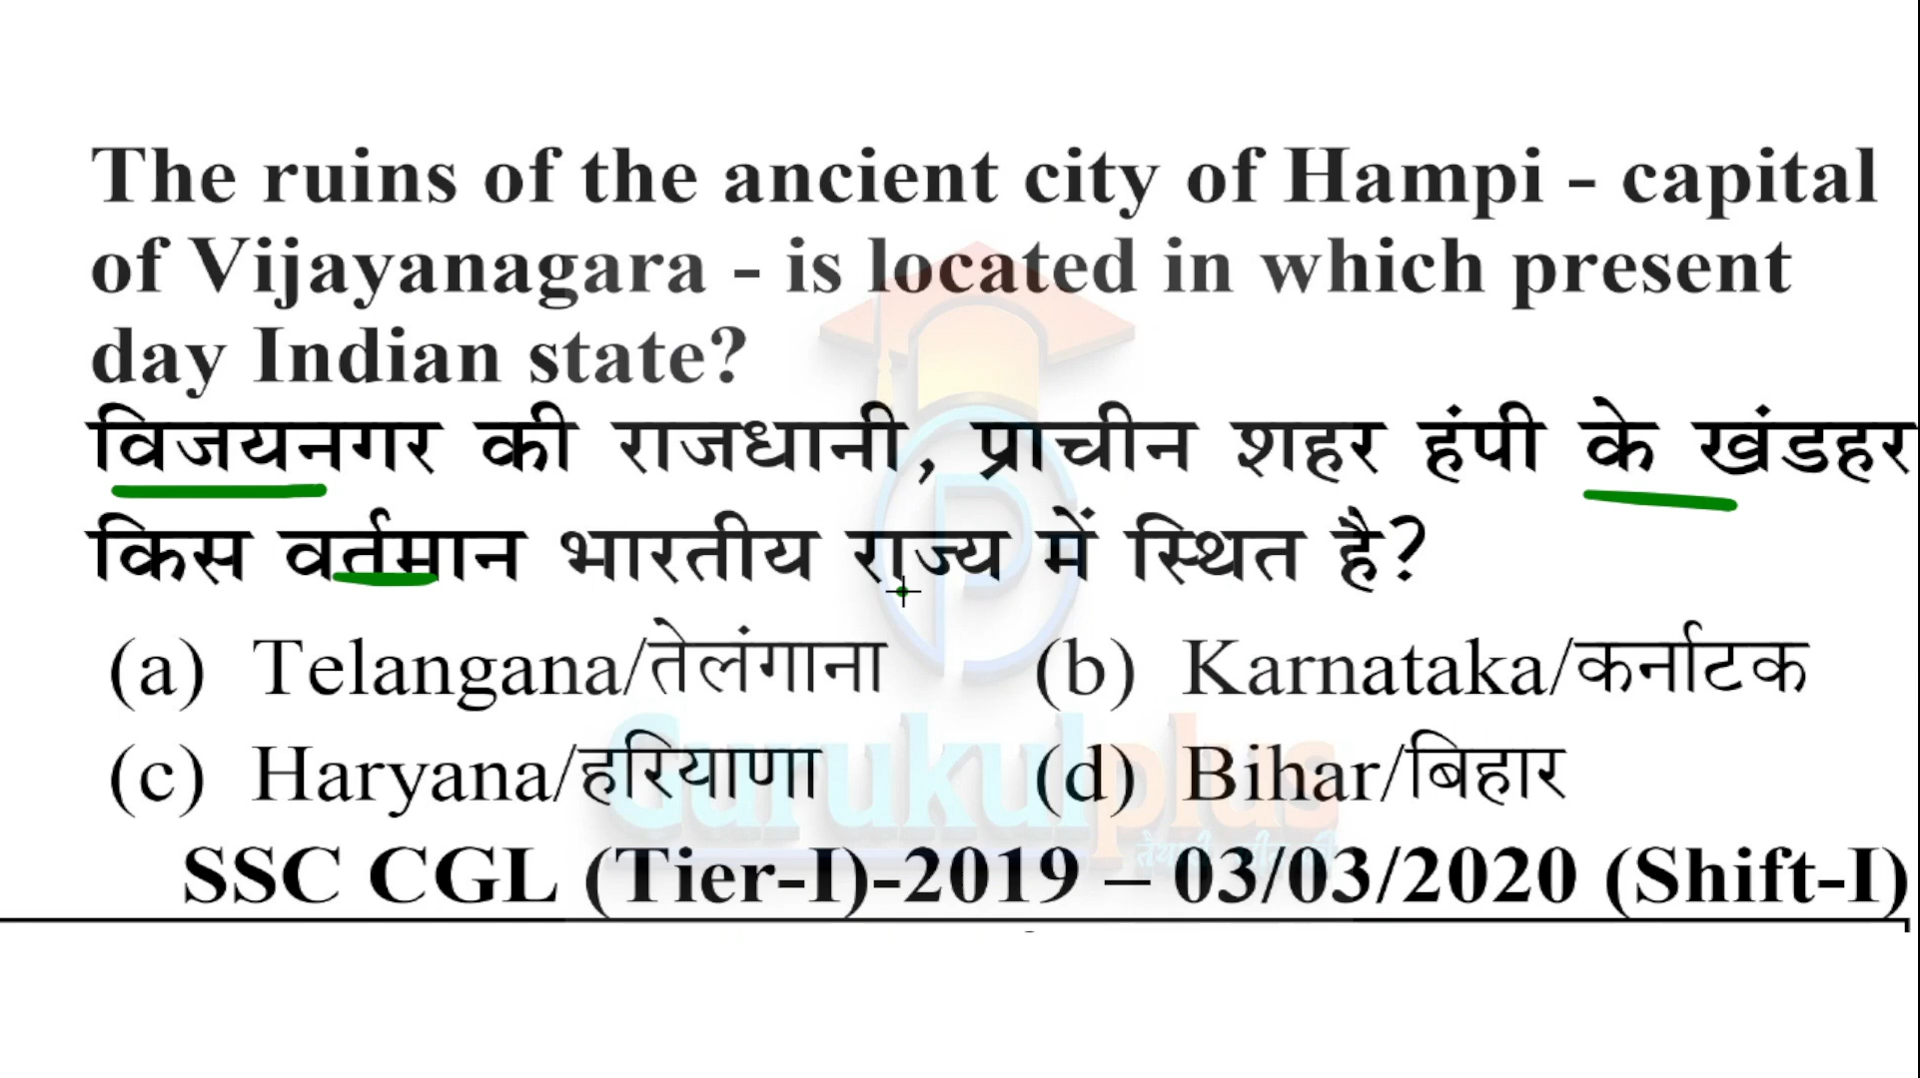 The ruins of the ancient city of Hampi - capital
of Vijayanagara - is located in which present
day Indian state?
विजयनगर की राजधानी, प्राचीन शहर हंपी के खंडहर
किस वर्तमान भारतीय राज्य में स्थित है?
(a) Telangana/तेलंगाना (b) Karnataka/कर्नाटक
(c) Haryana/हरियाणा (d) Bihar/बिहार
Gurukulplus
SSC CGL (Tier-I)-2019 – 03/03/2020 (Shift-I)